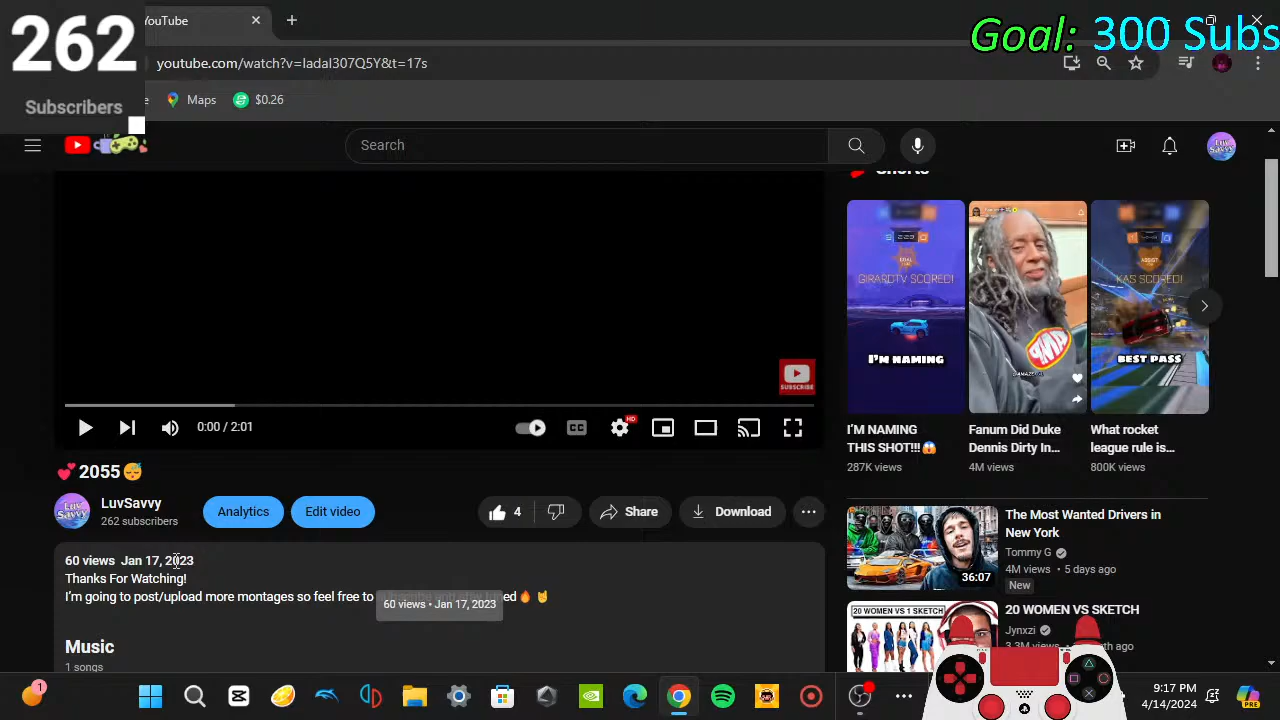 262
Subscribers
YouTube
Goal: 300 Subs
youtube.com/watch?v=Iadal307Q5Y&t=17s
Maps
$0.26
Search
Shorts
GIRARDTV SCORED!
I'M NAMING
KAS SCORED!
BEST PASS
I'M NAMING
THIS SHOT!!😱
287K views
Fanum Did Duke
Dennis Dirty In...
4M views
What rocket
league rule is...
800K views
SUBSCRIBE
0:00 / 2:01
CC
HD
💕2055😴
LuvSavvy
262 subscribers
Analytics
Edit video
4
Share
Download
60 views Jan 17, 2023
Thanks For Watching!
I'm going to post/upload more montages so feel free to
60 views • Jan 17, 2023
Music
1 songs
The Most Wanted Drivers in
New York
Tommy G
4M views • 5 days ago
New
36:07
20 WOMEN VS 1 SKETCH
20 WOMEN VS SKETCH
Jynxzi
1
9:17 PM
4/14/2024
PRE